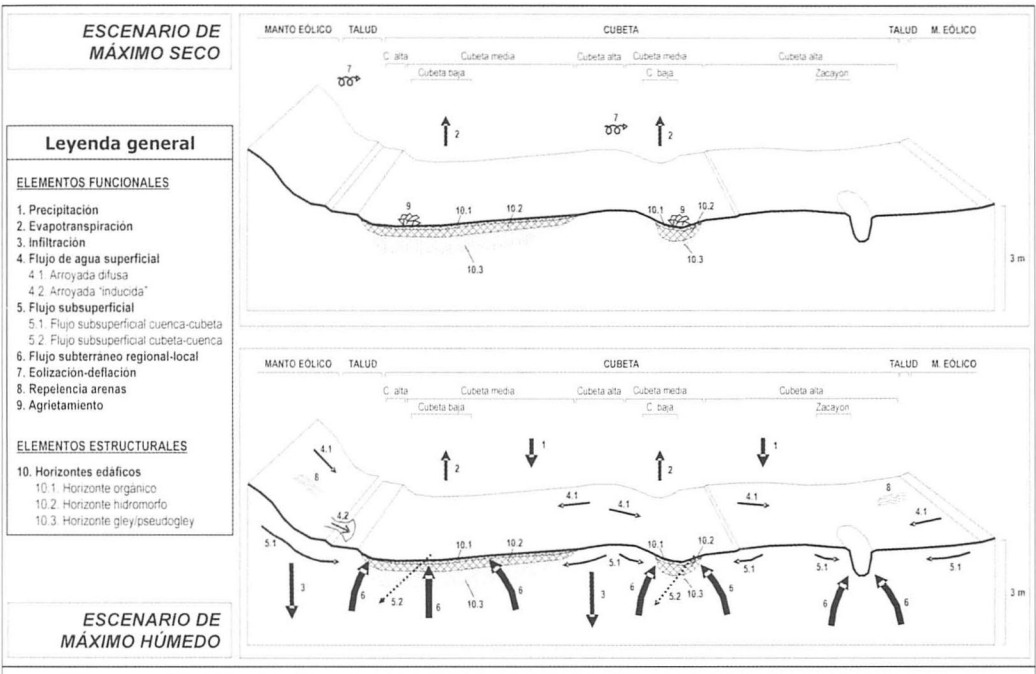 ESCENARIO DE
MÁXIMO SECO
Leyenda general
ELEMENTOS FUNCIONALES
1. Precipitación
2. Evapotranspiración
3. Infiltración
4. Flujo de agua superficial
4.1. Arroyada difusa
4.2. Arroyada "inducida"
5. Flujo subsuperficial
5.1. Flujo subsuperficial cuenca-cubeta
5.2. Flujo subsuperficial cubeta-cuenca
6. Flujo subterráneo regional-local
7. Eolización-deflación
8. Repelencia arenas
9. Agrietamiento
ELEMENTOS ESTRUCTURALES
10. Horizontes edáficos
10.1. Horizonte orgánico
10.2. Horizonte hidromorfo
10.3. Horizonte gley/pseudogley
ESCENARIO DE
MÁXIMO HÚMEDO
MANTO EÓLICO TALUD CUBETA TALUD M. EÓLICO
C. alta Cubeta media Cubeta alta Cubeta media Cubeta alta
Cubeta baja C. baja Zacayon
7
7
2 2
9 10.1 10.2 10.1 9 10.2
10.3 10.3
3 m
MANTO EÓLICO TALUD CUBETA TALUD M. EÓLICO
C. alta Cubeta media Cubeta alta Cubeta media Cubeta alta
Cubeta baja C. baja Zacayon
4.1 2 1 2 1
8 4.1 4.1 4.1 8 4.1
4.2
5.1 10.1 10.2 5.1 10.1 10.2 5.1 5.1 5.1
3 6 5.2 6 10.3 6 3 6 5.2 10.3 6 6 6
3 m